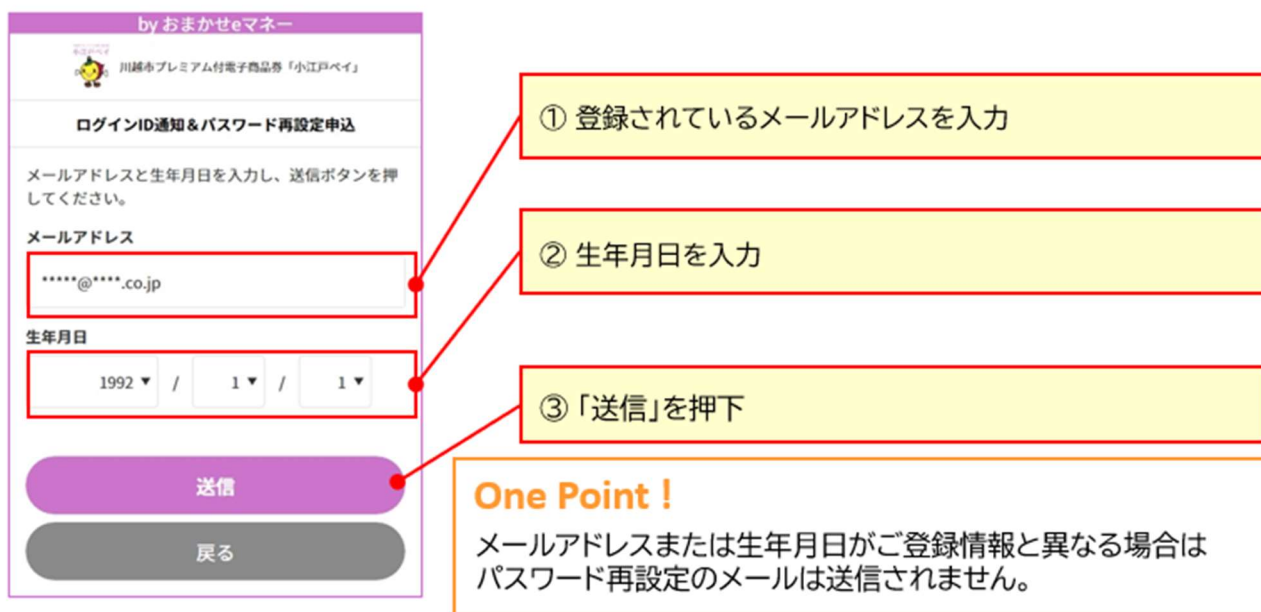 by おまかせeマネー
小江戸ペイ
川越市プレミアム付電子商品券「小江戸ペイ」
ログインID通知&パスワード再設定申込
メールアドレスと生年月日を入力し、送信ボタンを押
してください。
メールアドレス
*****@****.co.jp
生年月日
1992 ▼ / 1 ▼ / 1 ▼
送信
戻る
① 登録されているメールアドレスを入力
② 生年月日を入力
③ 「送信」を押下
One Point！
メールアドレスまたは生年月日がご登録情報と異なる場合は
パスワード再設定のメールは送信されません。